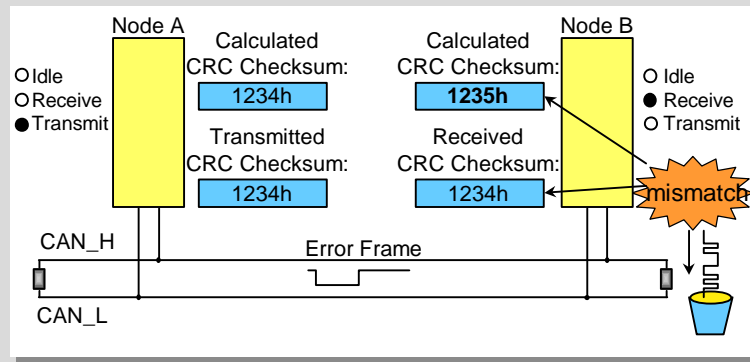 Node A
Calculated
CRC Checksum:
1234h
Transmitted
CRC Checksum:
1234h
Idle
Receive
Transmit
Node B
Calculated
CRC Checksum:
1235h
Received
CRC Checksum:
1234h
Idle
Receive
Transmit
mismatch
CAN_H
Error Frame
CAN_L